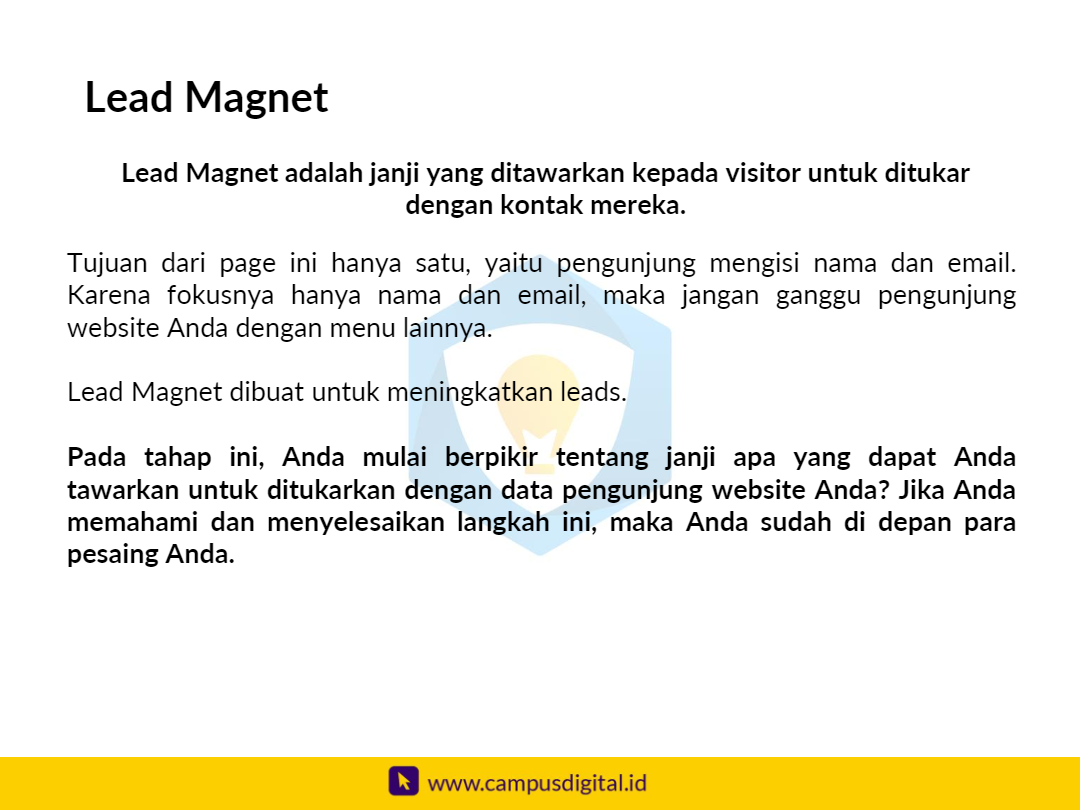 Lead Magnet
Lead Magnet adalah janji yang ditawarkan kepada visitor untuk ditukar
dengan kontak mereka.
Tujuan dari page ini hanya satu, yaitu pengunjung mengisi nama dan email.
Karena fokusnya hanya nama dan email, maka jangan ganggu pengunjung
website Anda dengan menu lainnya.
Lead Magnet dibuat untuk meningkatkan leads.
Pada tahap ini, Anda mulai berpikir tentang janji apa yang dapat Anda
tawarkan untuk ditukarkan dengan data pengunjung website Anda? Jika Anda
memahami dan menyelesaikan langkah ini, maka Anda sudah di depan para
pesaing Anda.
www.campusdigital.id